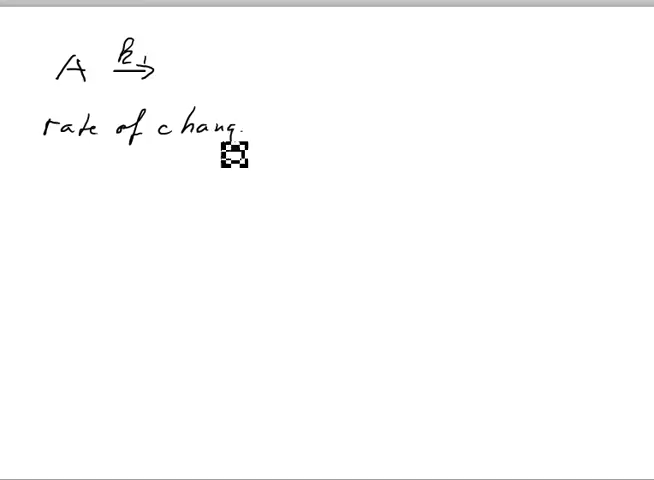 A k₁ →
rate of chang